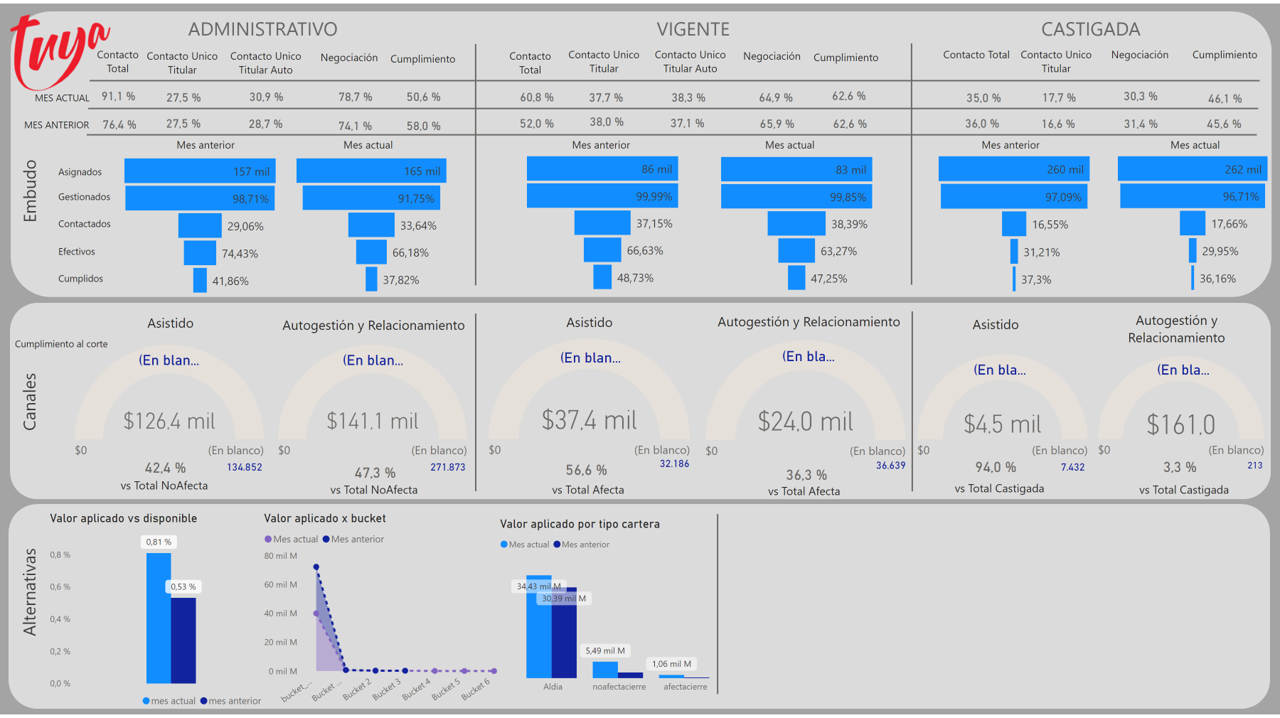 tuya
ADMINISTRATIVO
VIGENTE
CASTIGADA
Contacto Total
Contacto Unico Titular
Contacto Unico Titular Auto
Negociación
Cumplimiento
Contacto Total
Contacto Unico Titular
Contacto Unico Titular Auto
Negociación
Cumplimiento
Contacto Total
Contacto Unico Titular
Negociación
Cumplimiento
MES ACTUAL 91,1 % 27,5 % 30,9 % 78,7 % 50,6 % 60,8 % 37,7 % 38,3 % 64,9 % 62,6 % 35,0 % 17,7 % 30,3 % 46,1 %
MES ANTERIOR 76,4 % 27,5 % 28,7 % 74,1 % 58,0 % 52,0 % 38,0 % 37,1 % 65,9 % 62,6 % 36,0 % 16,6 % 31,4 % 45,6 %
Embudo
Mes anterior Mes actual Mes anterior Mes actual Mes anterior Mes actual
Asignados 157 mil 165 mil 86 mil 83 mil 260 mil 262 mil
Gestionados 98,71% 91,75% 99,99% 99,85% 97,09% 96,71%
Contactados 29,06% 33,64% 37,15% 38,39% 16,55% 17,66%
Efectivos 74,43% 66,18% 66,63% 63,27% 31,21% 29,95%
Cumplidos 41,86% 37,82% 48,73% 47,25% 37,3% 36,16%
Canales
Cumplimiento al corte
Asistido
(En blan...
$126,4 mil
$0 (En blanco)
42,4 % 134.852
vs Total NoAfecta
Autogestión y Relacionamiento
(En blan...
$141,1 mil
$0 (En blanco)
47,3 % 271.873
vs Total NoAfecta
Asistido
(En blan...
$37,4 mil
$0 (En blanco)
56,6 % 32.186
vs Total Afecta
Autogestión y Relacionamiento
(En bla...
$24,0 mil
$0 (En blanco)
36,3 % 36.639
vs Total Afecta
Asistido
(En bla...
$4,5 mil
$0 (En blanco)
94,0 % 7.432
vs Total Castigada
Autogestión y
Relacionamiento
(En bla...
$161,0
$0 (En blanco)
3,3 % 213
vs Total Castigada
Alternativas
Valor aplicado vs disponible
0,81 %
0,53 %
0,8 %
0,6 %
0,4 %
0,2 %
0,0 %
mes actual mes anterior
Valor aplicado x bucket
Mes actual Mes anterior
80 mil M
60 mil M
40 mil M
20 mil M
0 mil M
bucket_... Bucket ... Bucket 2 Bucket 3 Bucket 4 Bucket 5 Bucket 6
Valor aplicado por tipo cartera
Mes actual Mes anterior
34,43 mil M
30,39 mil M
5,49 mil M
1,06 mil M
Aldia noafectacierre afectacierre